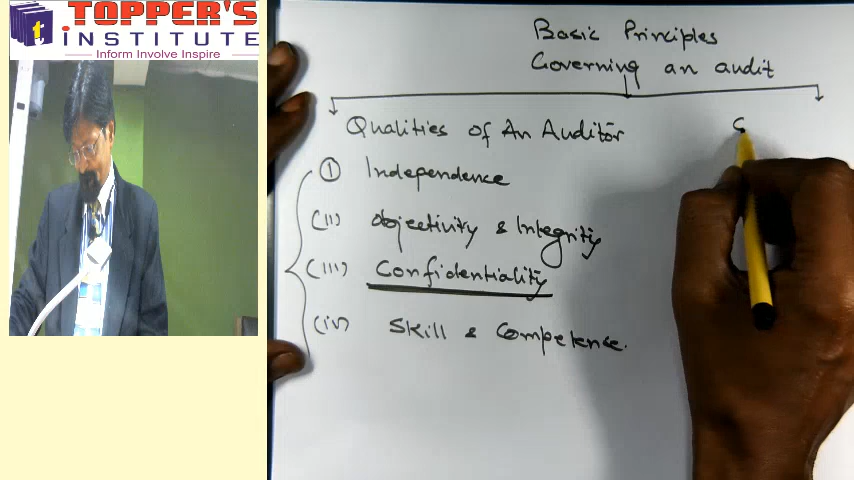 TOPPER'S
t
INSTITUTE
Inform Involve Inspire
Basic Principles
Governing an audit
Qualities of An Auditor
① Independence
(ii) Objectivity & Integrity
(iii) Confidentiality
(iv) Skill & Competence.